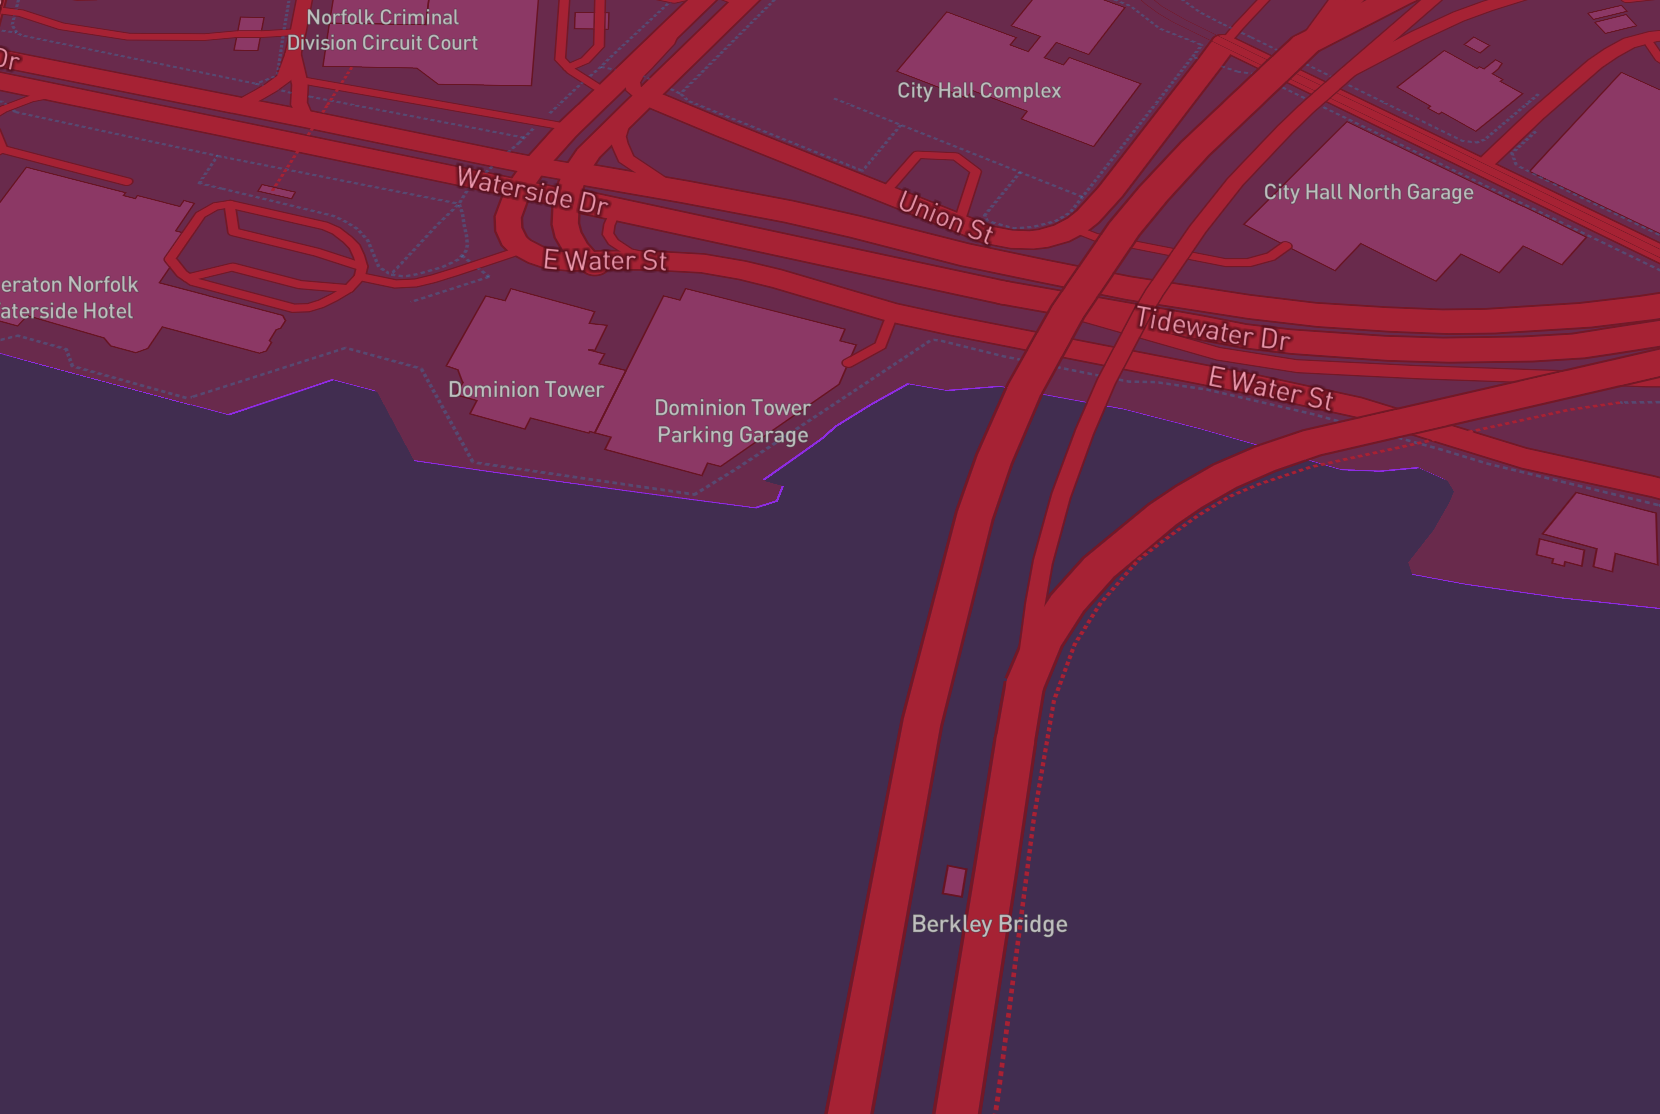 Norfolk Criminal
Division Circuit Court
Dr
City Hall Complex
Waterside Dr
City Hall North Garage
Union St
E Water St
eraton Norfolk
aterside Hotel
Tidewater Dr
Dominion Tower
E Water St
Dominion Tower
Parking Garage
Berkley Bridge